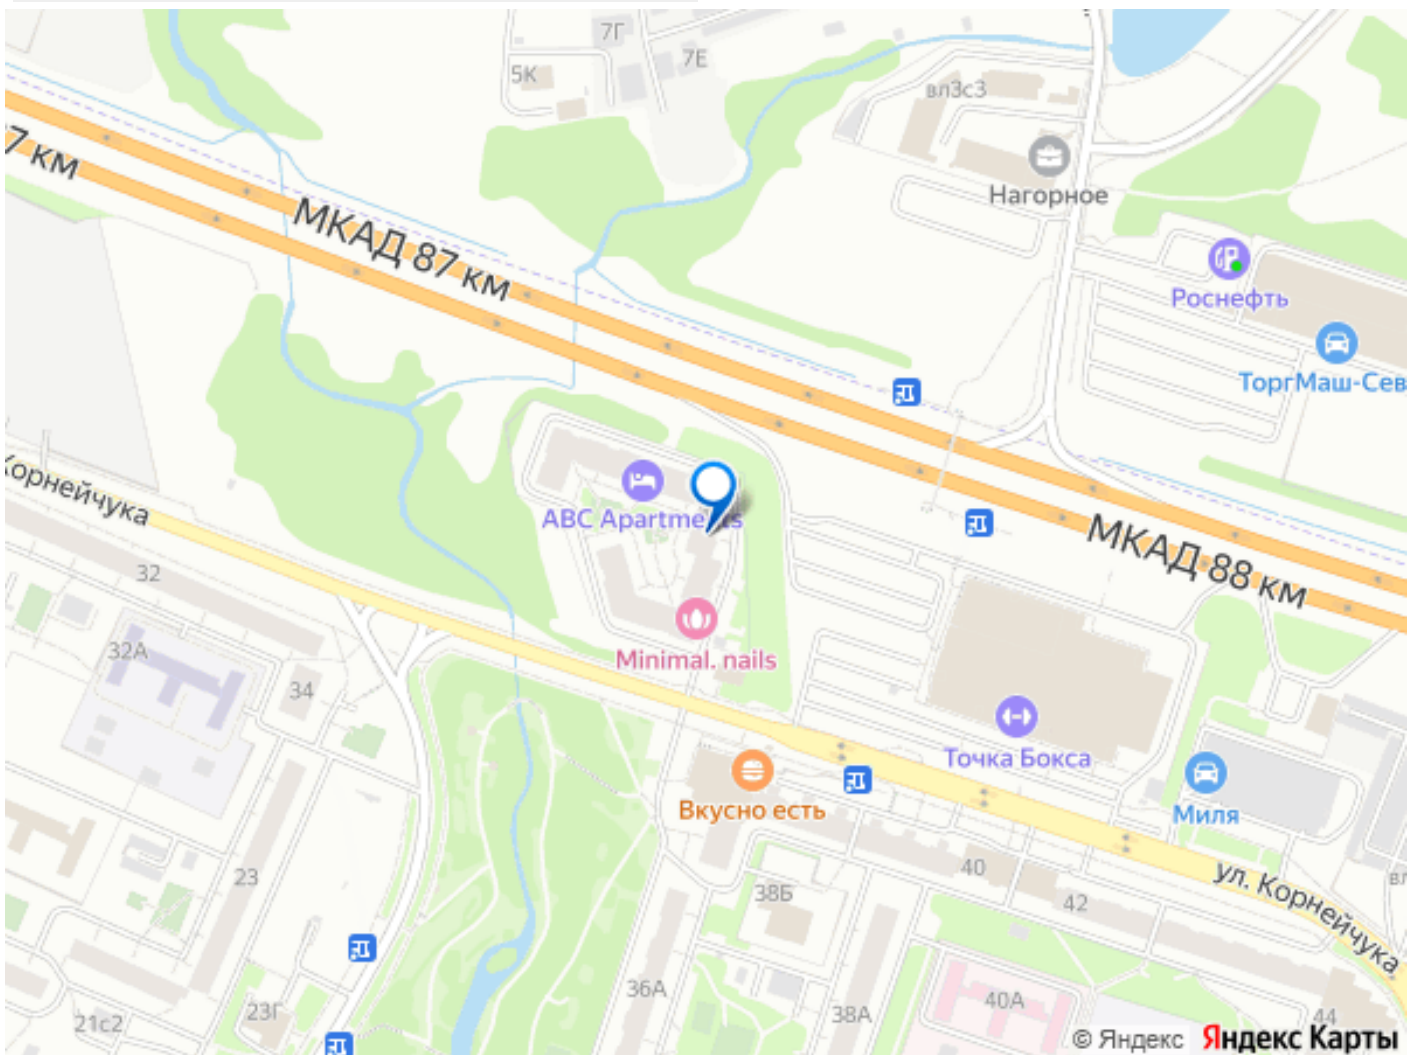 7Г
7Е
5К
вл3с3
7 км
Нагорное
МКАД 87 км
Роснефть
ТоргМаш-Сев
Корнейчука
ABC Apartments
МКАД 88 км
32
Minimal. nails
32А
34
Точка Бокса
Вкусно есть
Миля
40
ул. Корнейчука
23
38Б
42
вл
36А
40А
23Г
38А
44
21с2
© Яндекс Яндекс Карты